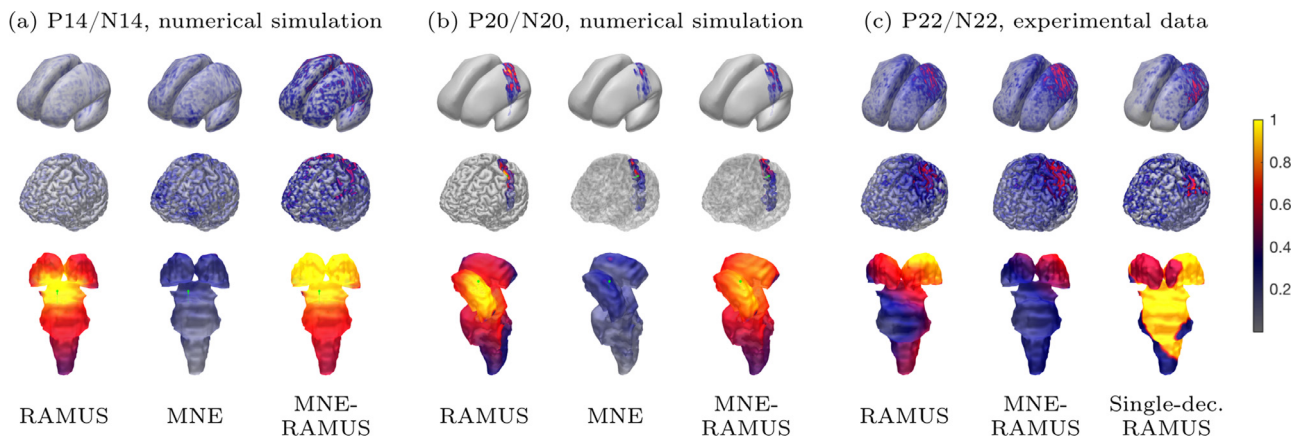 (a) P14/N14, numerical simulation
(b) P20/N20, numerical simulation
(c) P22/N22, experimental data
1
0.8
0.6
0.4
0.2
RAMUS
MNE
MNE-
RAMUS
RAMUS
MNE
MNE-
RAMUS
RAMUS
MNE-
RAMUS
Single-dec.
RAMUS